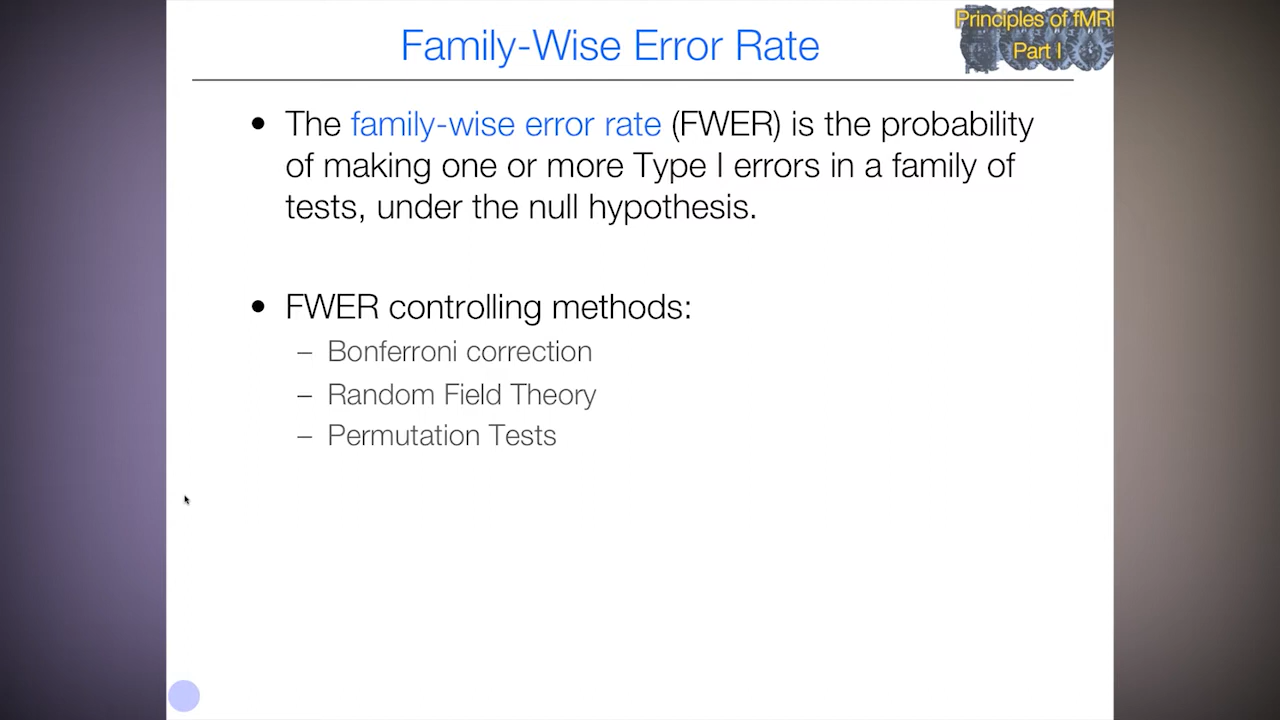 Family-Wise Error Rate
Principles of fMRI
Part I
• The family-wise error rate (FWER) is the probability
of making one or more Type I errors in a family of
tests, under the null hypothesis.
• FWER controlling methods:
– Bonferroni correction
– Random Field Theory
– Permutation Tests